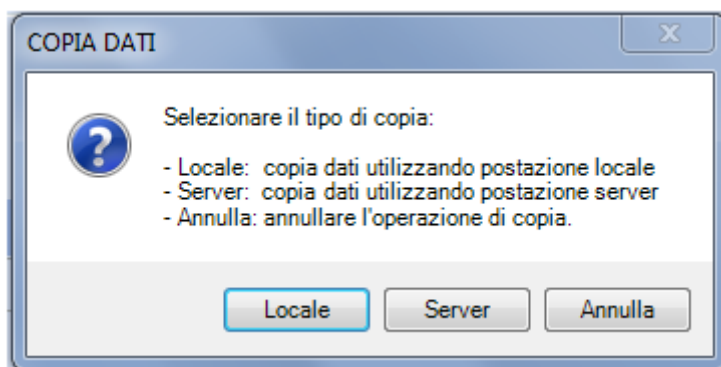 COPIA DATI
Selezionare il tipo di copia:
- Locale: copia dati utilizzando postazione locale
- Server: copia dati utilizzando postazione server
- Annulla: annullare l'operazione di copia.
Locale Server Annulla